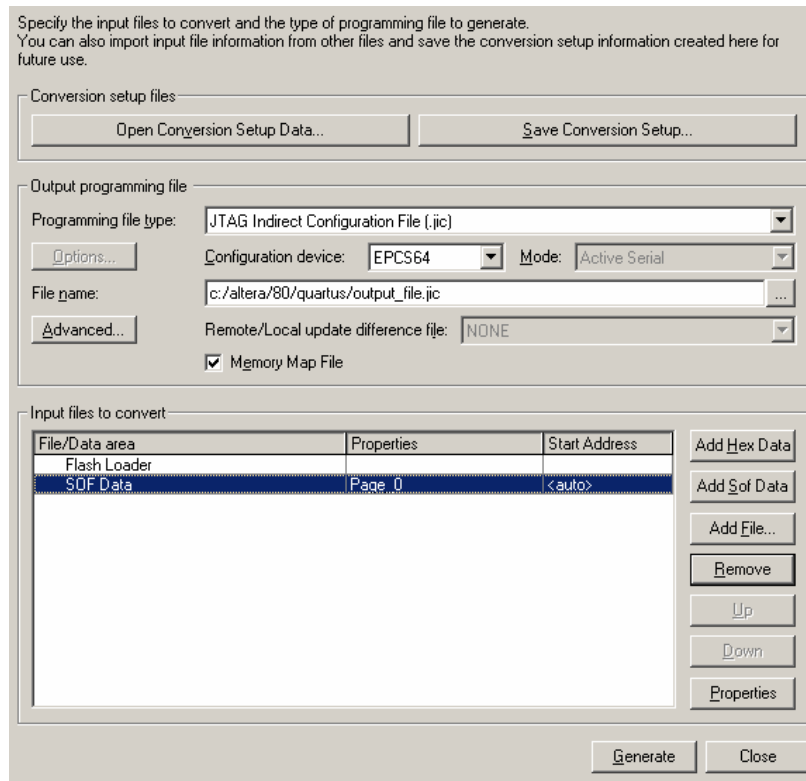 Specify the input files to convert and the type of programming file to generate.
You can also import input file information from other files and save the conversion setup information created here for
future use.
Conversion setup files
Open Conversion Setup Data... Save Conversion Setup...
Output programming file
Programming file type: JTAG Indirect Configuration File (.jic)
Options... Configuration device: EPCS64 Mode: Active Serial
File name: c:/altera/80/quartus/output_file.jic ...
Advanced... Remote/Local update difference file: NONE
Memory Map File
Input files to convert
File/Data area Properties Start Address Add Hex Data
Flash Loader
SOF Data Page_0 <auto> Add Sof Data
Add File...
Remove
Up
Down
Properties
Generate Close